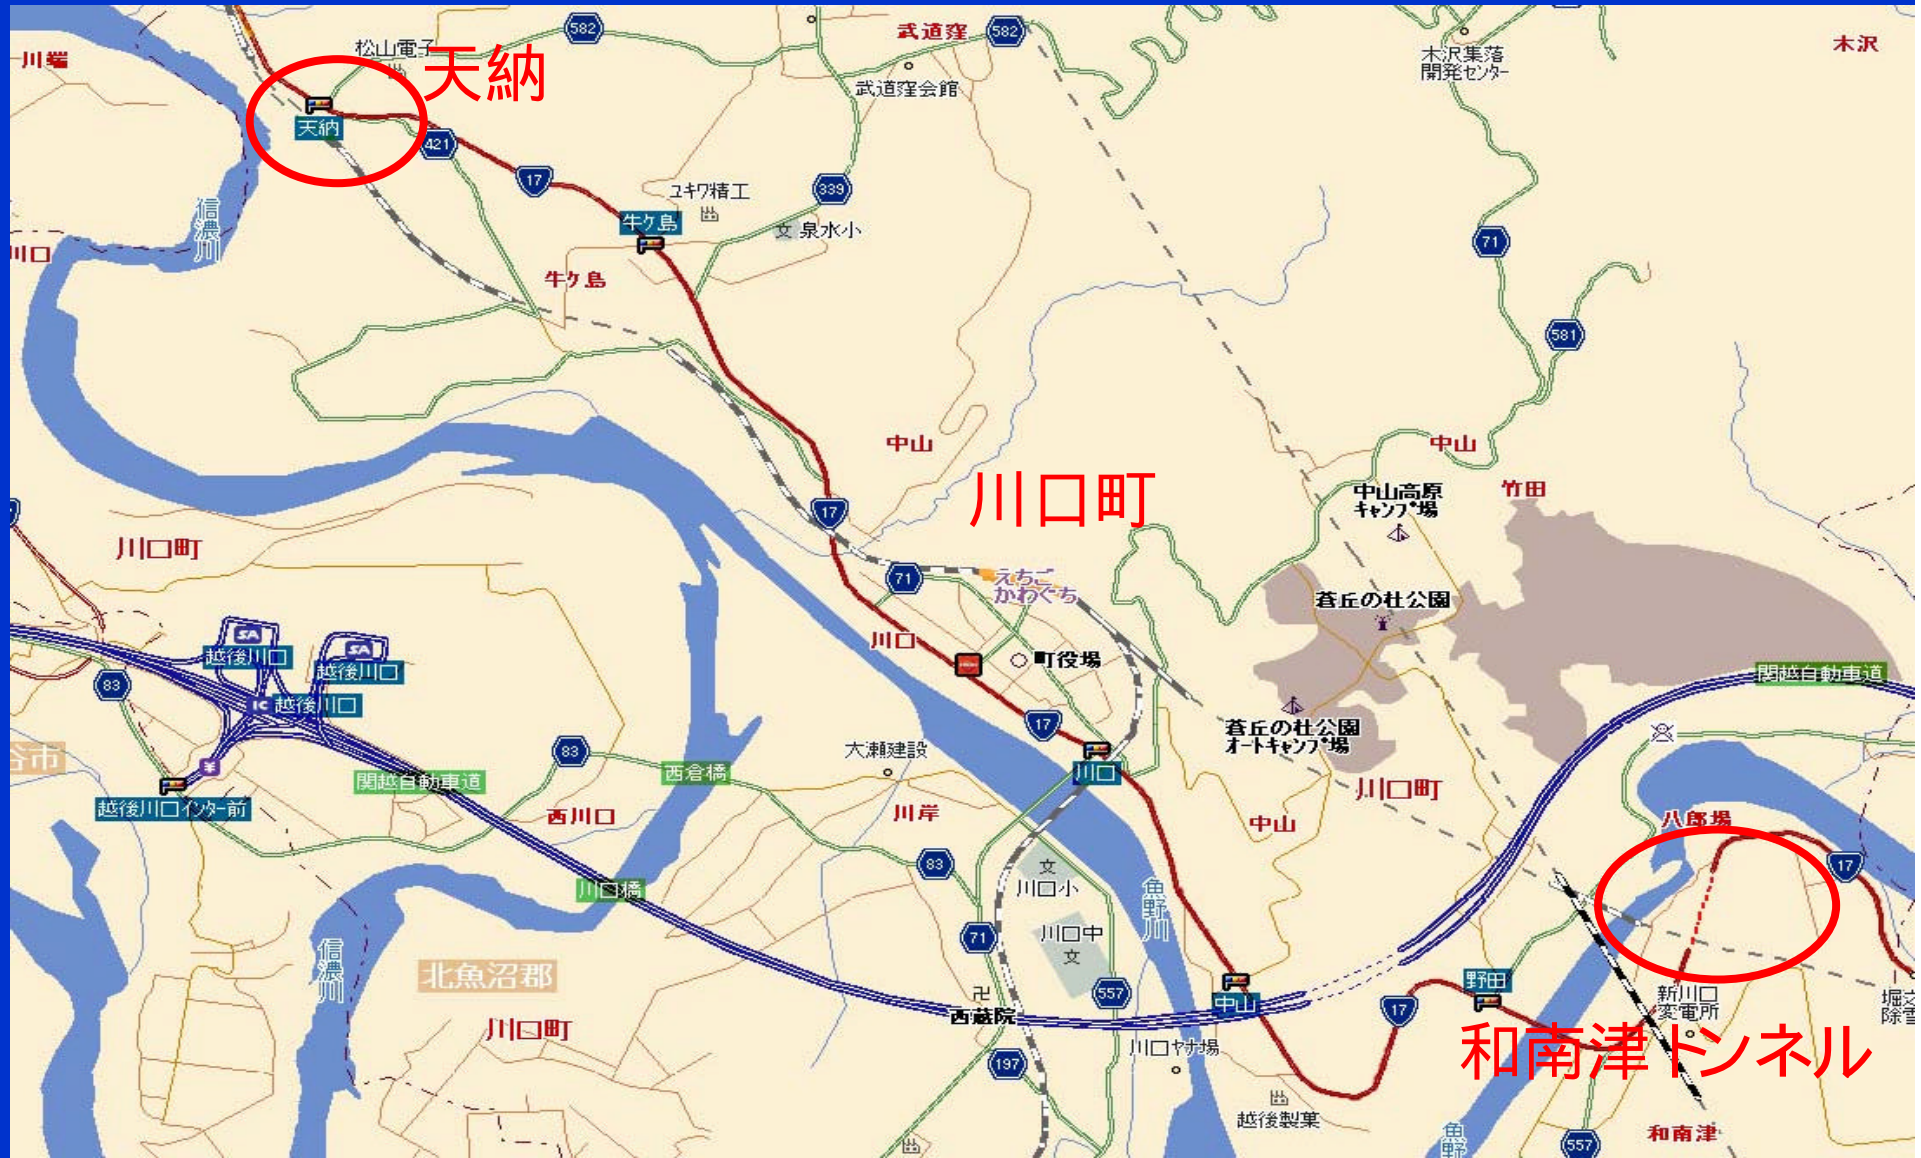 582
武道窪
582
木沢
川端
松山電子
天納
木沢集落
開発センター
武道窪会館
天納
421
17
ユキワ精工
339
信濃川
牛ケ島
文 泉水小
71
川口
牛ケ島
581
中山
中山
川口町
中山高原
キャンプ場
竹田
17
川口町
71
えちご
かわぐち
蒼丘の杜公園
川口
SA
越後川口
SA
越後川口
町役場
83
IC 越後川口
関越自動車道
17
蒼丘の杜公園
オートキャンプ場
大瀬建設
83
西倉橋
谷市
¥
関越自動車道
川口
川口町
越後川口インター前
西川口
川岸
中山
八郎場
83
17
文
川口小
川口橋
魚野川
71
川口中
文
信濃川
北魚沼郡
557
中山
野田
卍
西蔵院
17
新川口
変電所
川口町
川口ヤナ場
和南津トンネル
197
越後製菓
557
和南津
魚野